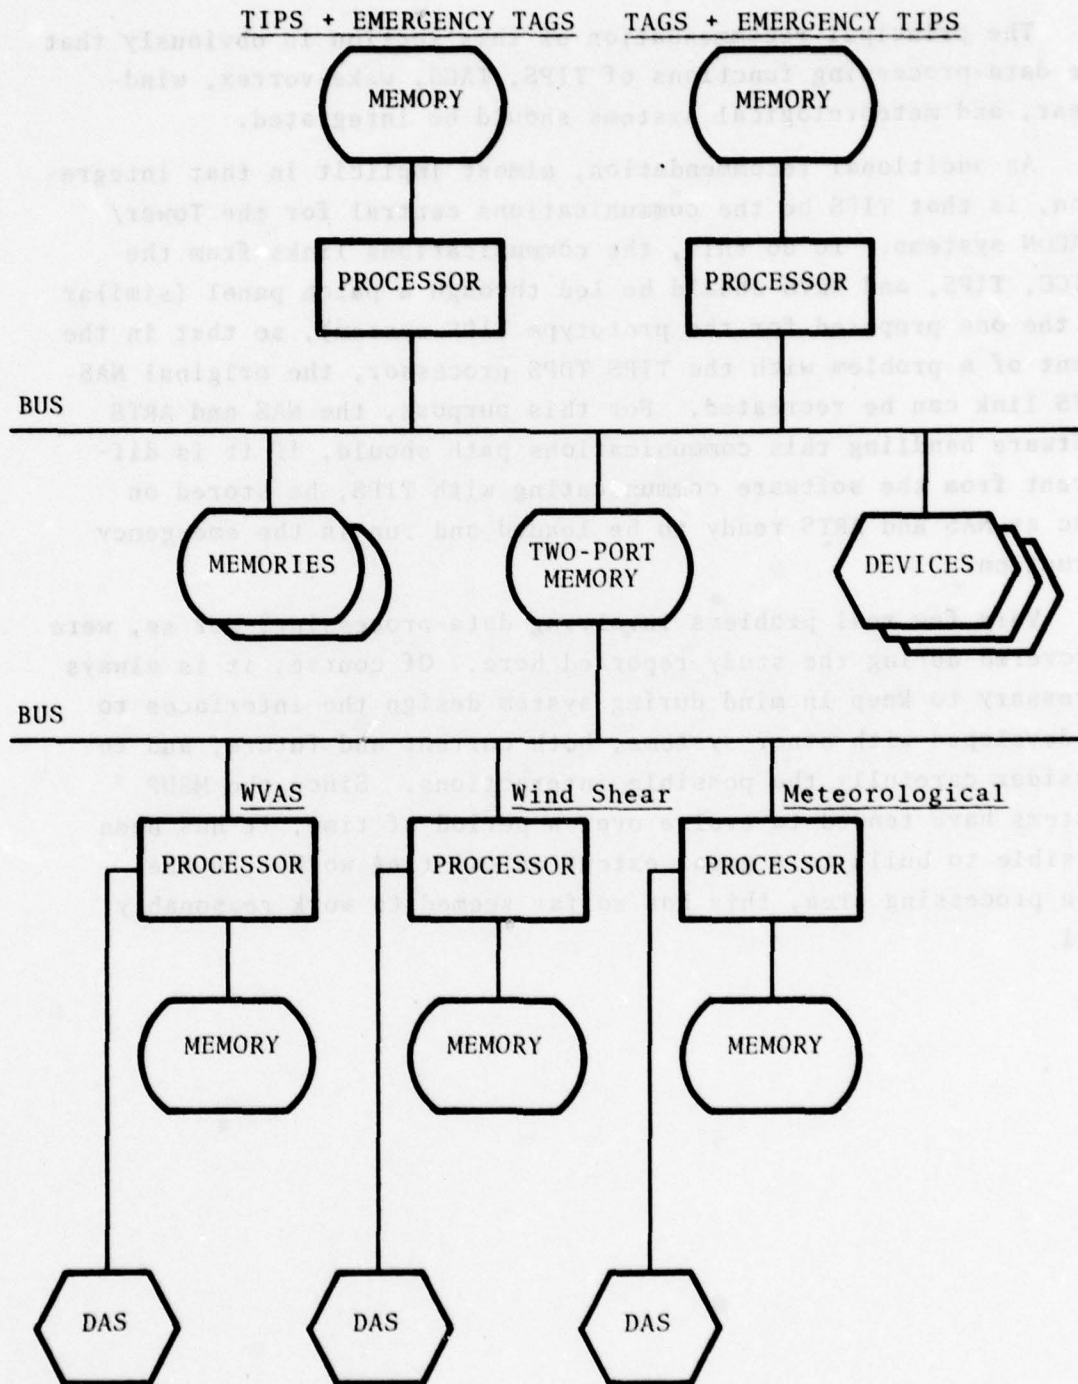 TIPS + EMERGENCY TAGS    TAGS + EMERGENCY TIPS
MEMORY    MEMORY
PROCESSOR    PROCESSOR
BUS
MEMORIES    TWO-PORT MEMORY    DEVICES
BUS
WVAS    Wind Shear    Meteorological
PROCESSOR    PROCESSOR    PROCESSOR
MEMORY    MEMORY    MEMORY
DAS    DAS    DAS